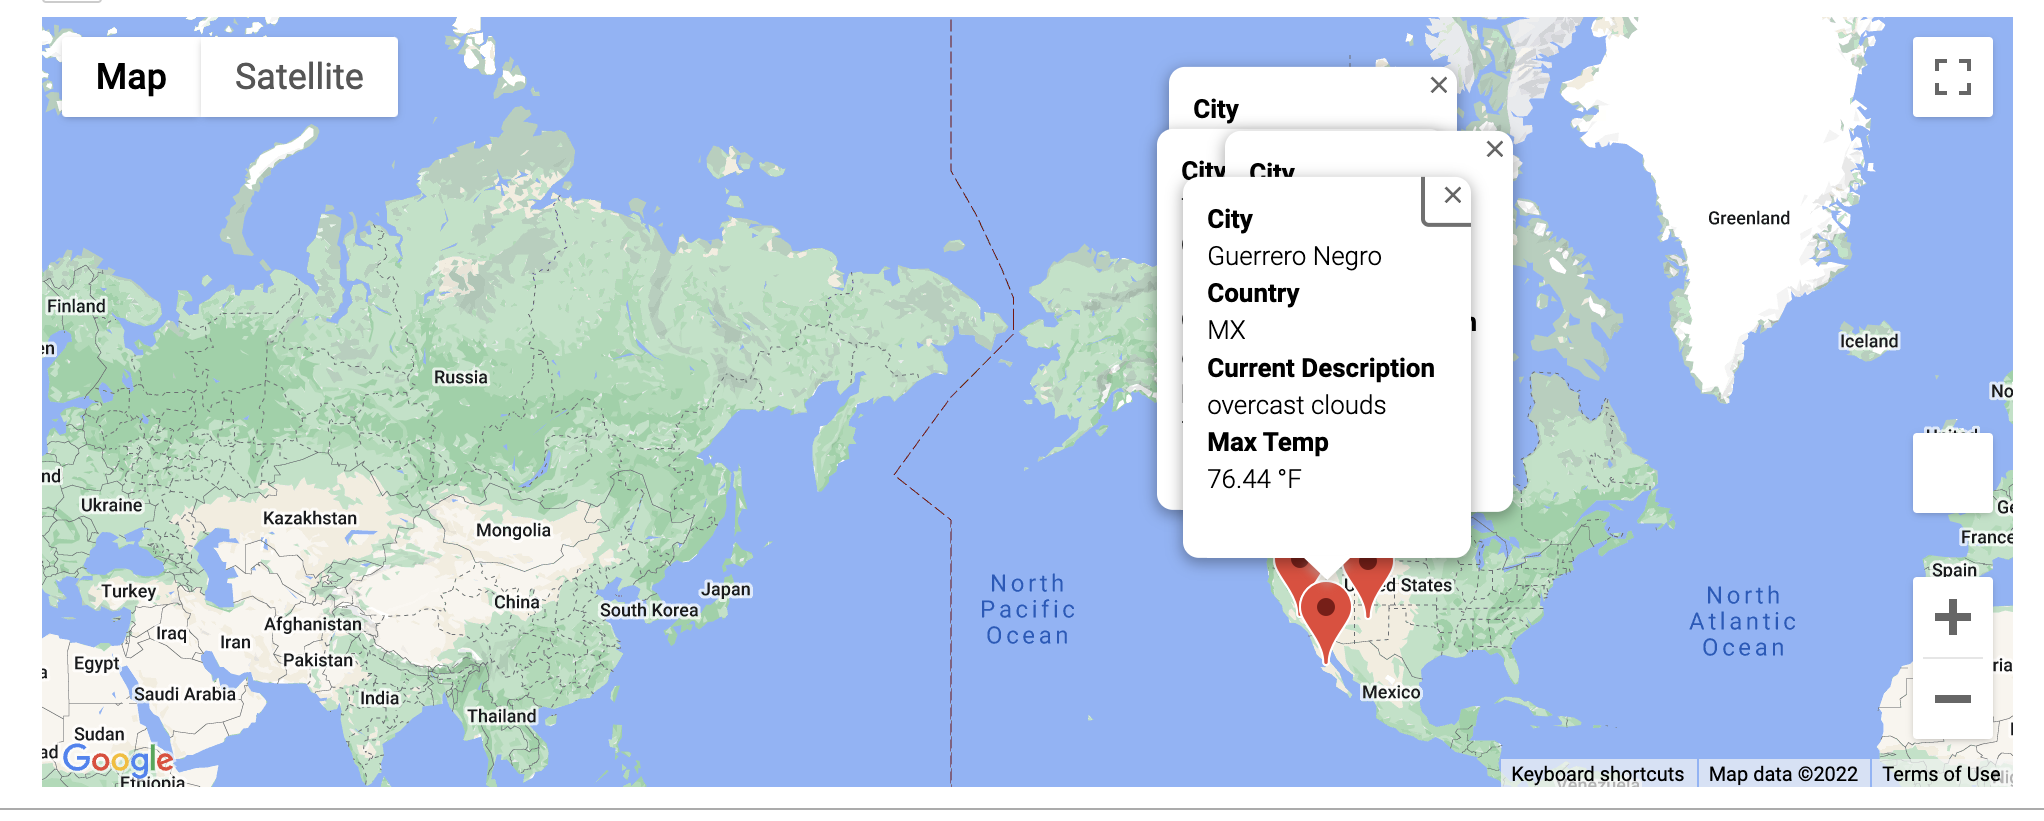 Map
Satellite
City
City
City
City
Guerrero Negro
Country
MX
Current Description
overcast clouds
Max Temp
76.44 °F
Greenland
Iceland
Finland
Russia
Ukraine
Kazakhstan
Mongolia
France
Spain
Turkey
China
Japan
South Korea
Iraq
Iran
Afghanistan
Pakistan
Egypt
Saudi Arabia
India
Thailand
Sudan
Ethiopia
North
Pacific
Ocean
United States
Mexico
North
Atlantic
Ocean
Venezuela
Google
Keyboard shortcuts
Map data ©2022
Terms of Use